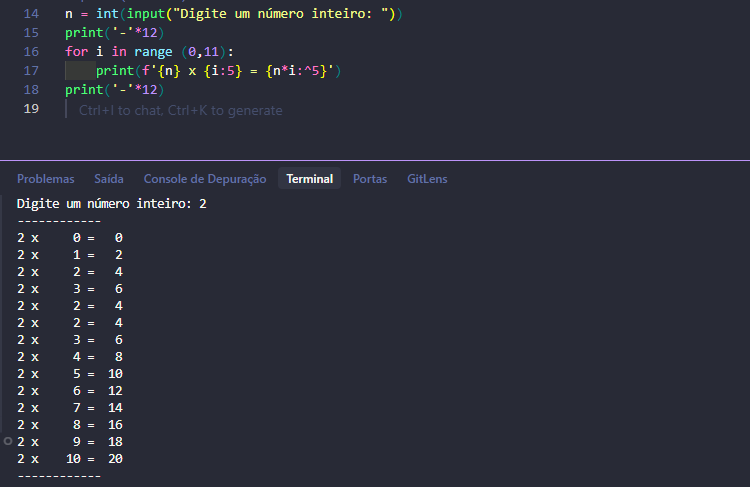 14 n = int(input("Digite um número inteiro: "))
15 print('-'*12)
16 for i in range (0,11):
17 print(f'{n} x {i:5} = {n*i:^5}')
18 print('-'*12)
19 Ctrl+I to chat, Ctrl+K to generate
Problemas Saída Console de Depuração Terminal Portas GitLens
Digite um número inteiro: 2
------------
2 x     0 =   0
2 x     1 =   2
2 x     2 =   4
2 x     3 =   6
2 x     2 =   4
2 x     2 =   4
2 x     3 =   6
2 x     4 =   8
2 x     5 =  10
2 x     6 =  12
2 x     7 =  14
2 x     8 =  16
2 x     9 =  18
2 x    10 =  20
------------